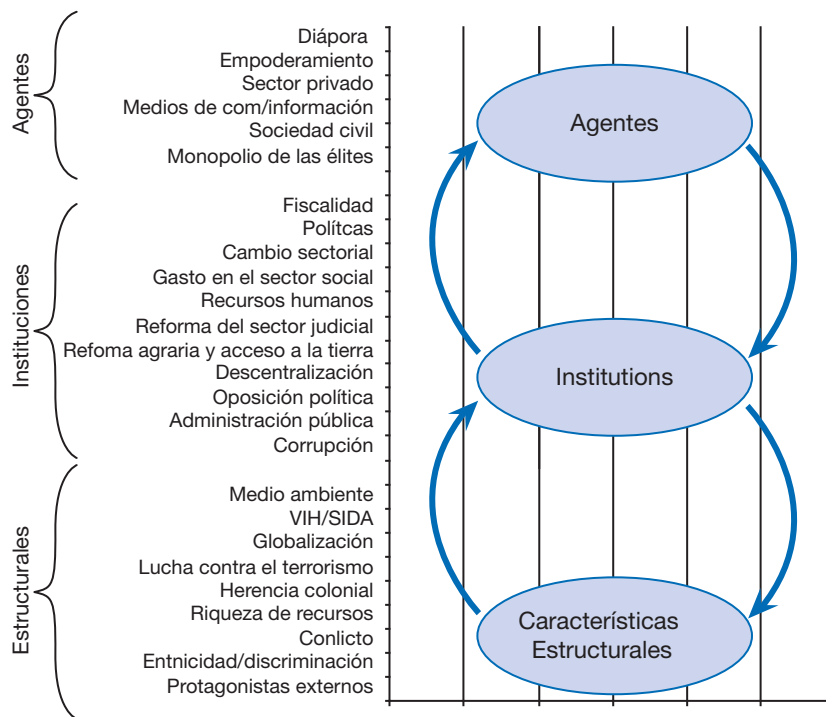 Agentes
Diápora
Empoderamiento
Sector privado
Medios de com/información
Sociedad civil
Monopolio de las élites
Instituciones
Fiscalidad
Polítcas
Cambio sectorial
Gasto en el sector social
Recursos humanos
Reforma del sector judicial
Refoma agraria y acceso a la tierra
Descentralización
Oposición política
Administración pública
Corrupción
Estructurales
Medio ambiente
VIH/SIDA
Globalización
Lucha contra el terrorismo
Herencia colonial
Riqueza de recursos
Conlicto
Entnicidad/discriminación
Protagonistas externos
Agentes
Institutions
Características
Estructurales